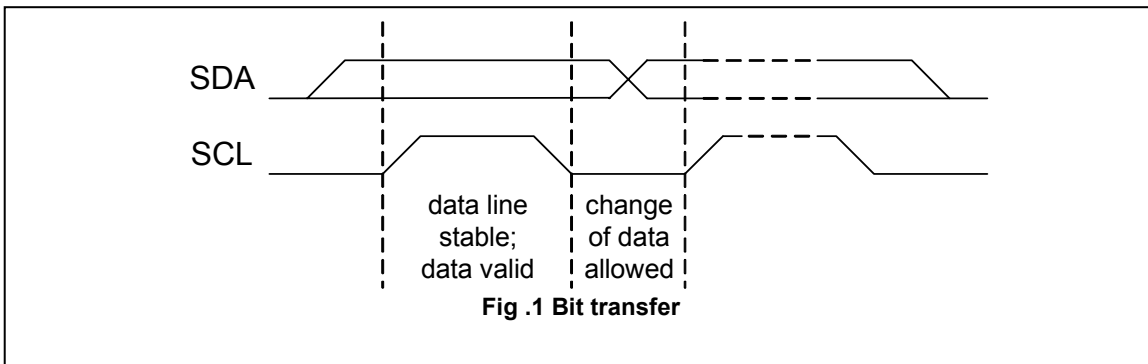 SDA
SCL
data line
stable;
data valid
change
of data
allowed
Fig .1 Bit transfer